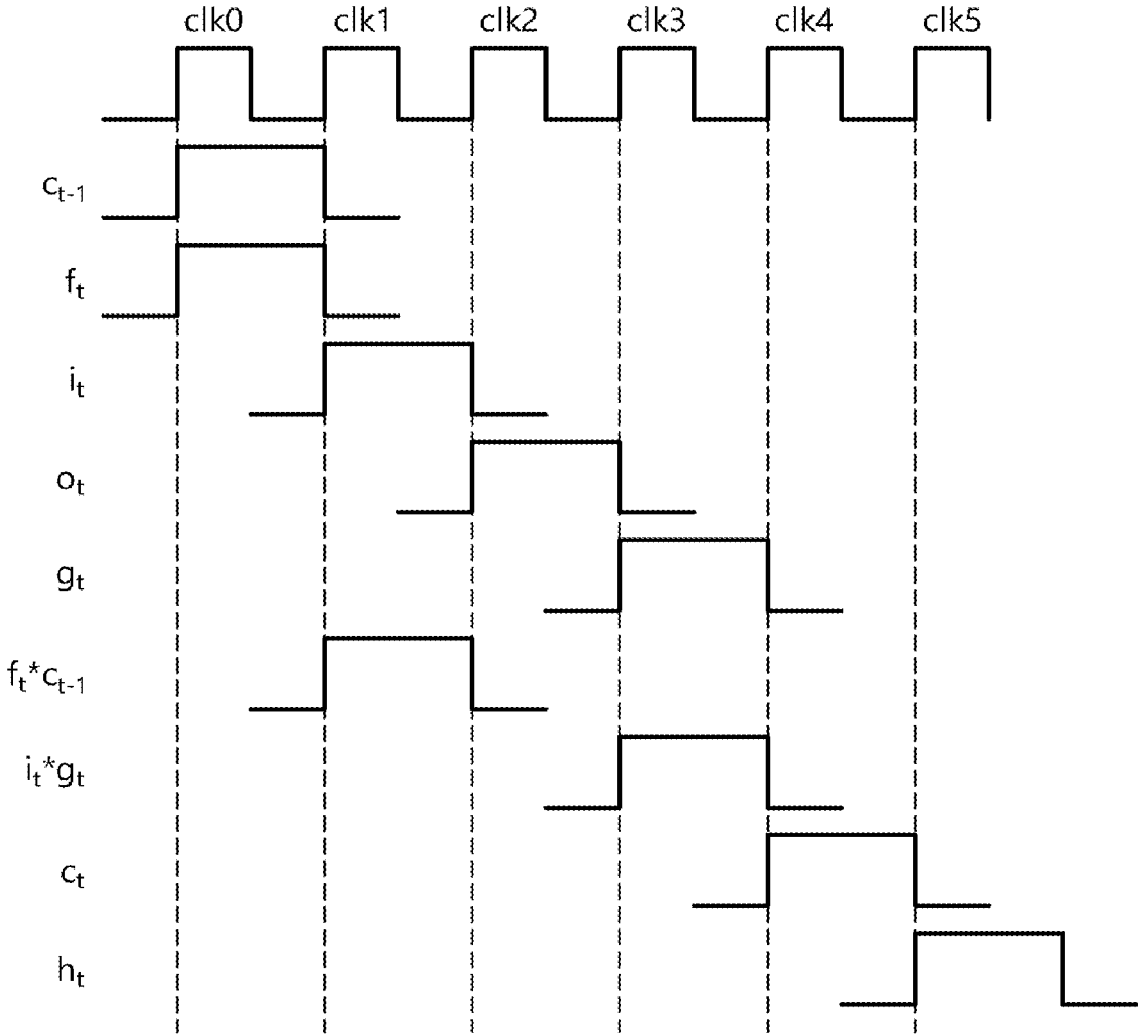 clk0 clk1 clk2 clk3 clk4 clk5
c_{t-1}
f_t
i_t
o_t
g_t
f_t*c_{t-1}
i_t*g_t
c_t
h_t